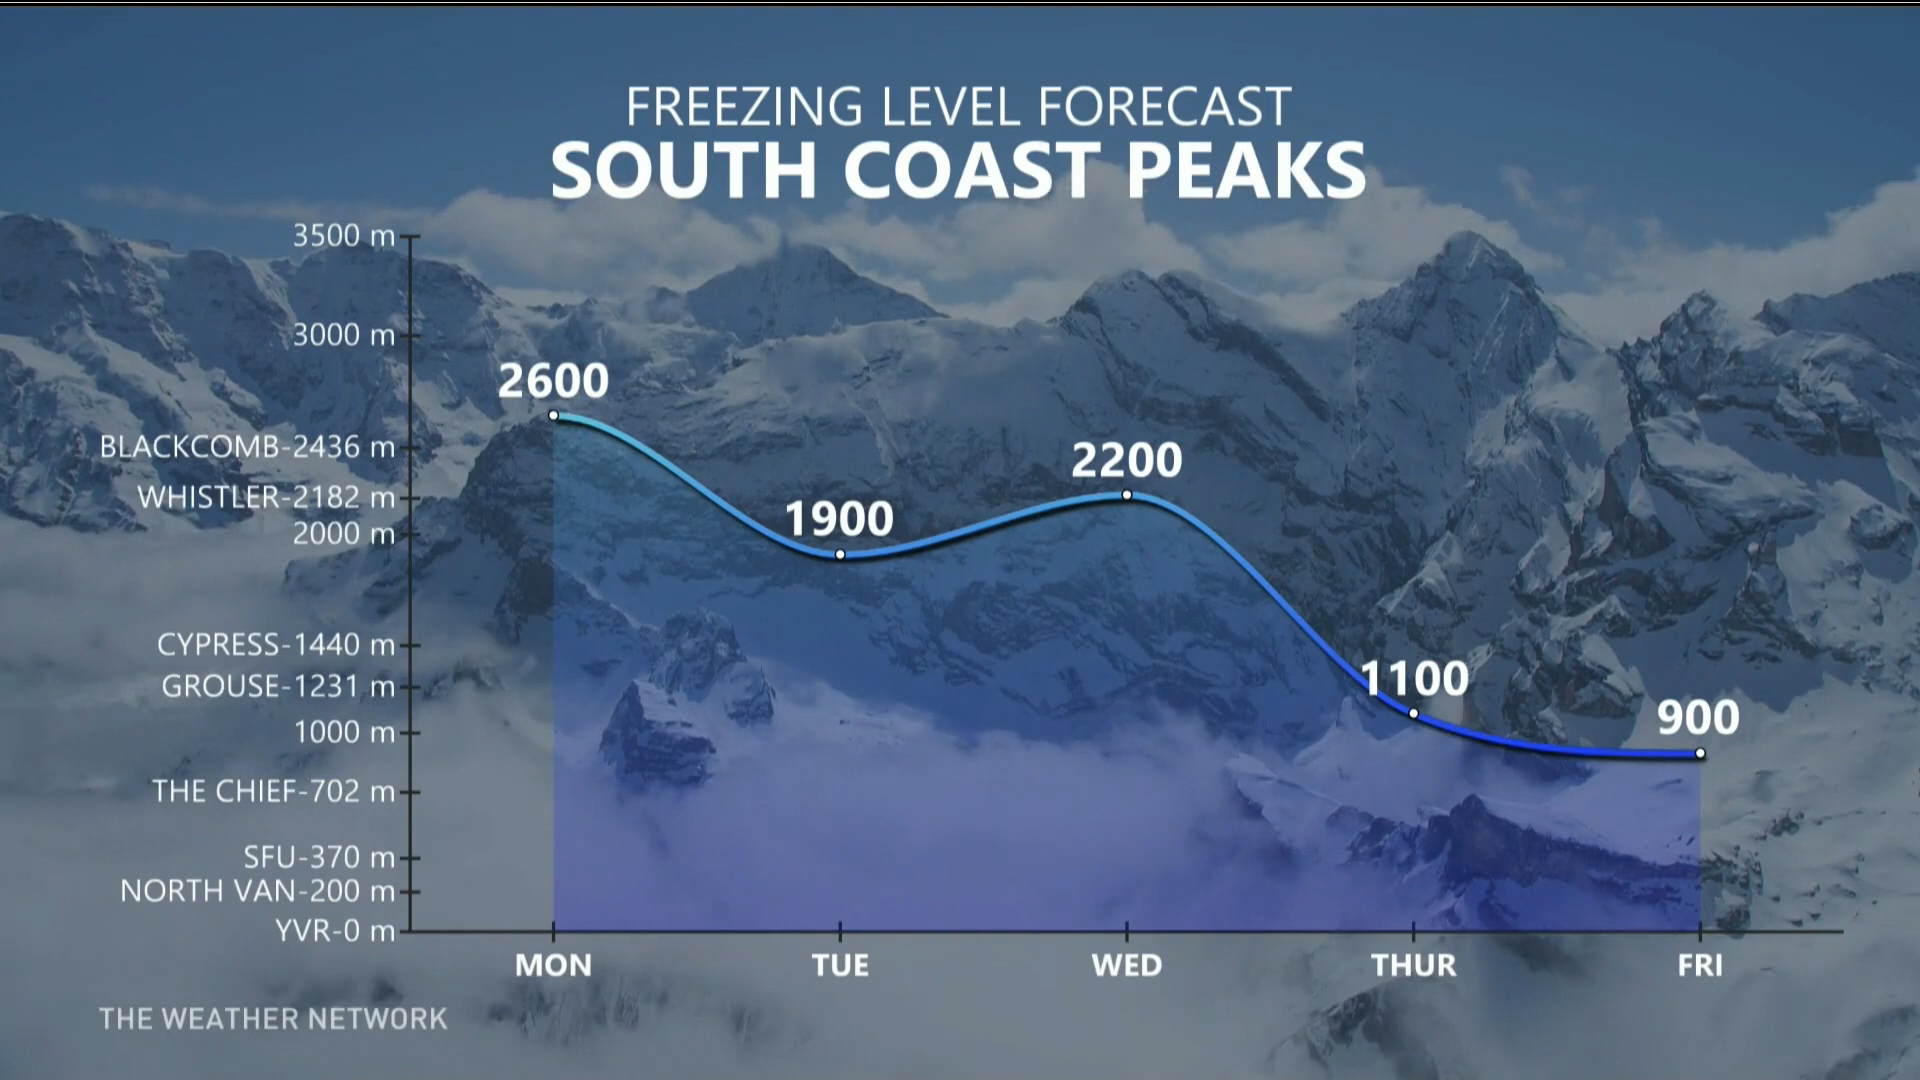 FREEZING LEVEL FORECAST
SOUTH COAST PEAKS
3500 m
3000 m
BLACKCOMB-2436 m
WHISTLER-2182 m
2000 m
CYPRESS-1440 m
GROUSE-1231 m
1000 m
THE CHIEF-702 m
SFU-370 m
NORTH VAN-200 m
YVR-0 m
2600
1900
2200
1100
900
MON TUE WED THUR FRI
THE WEATHER NETWORK